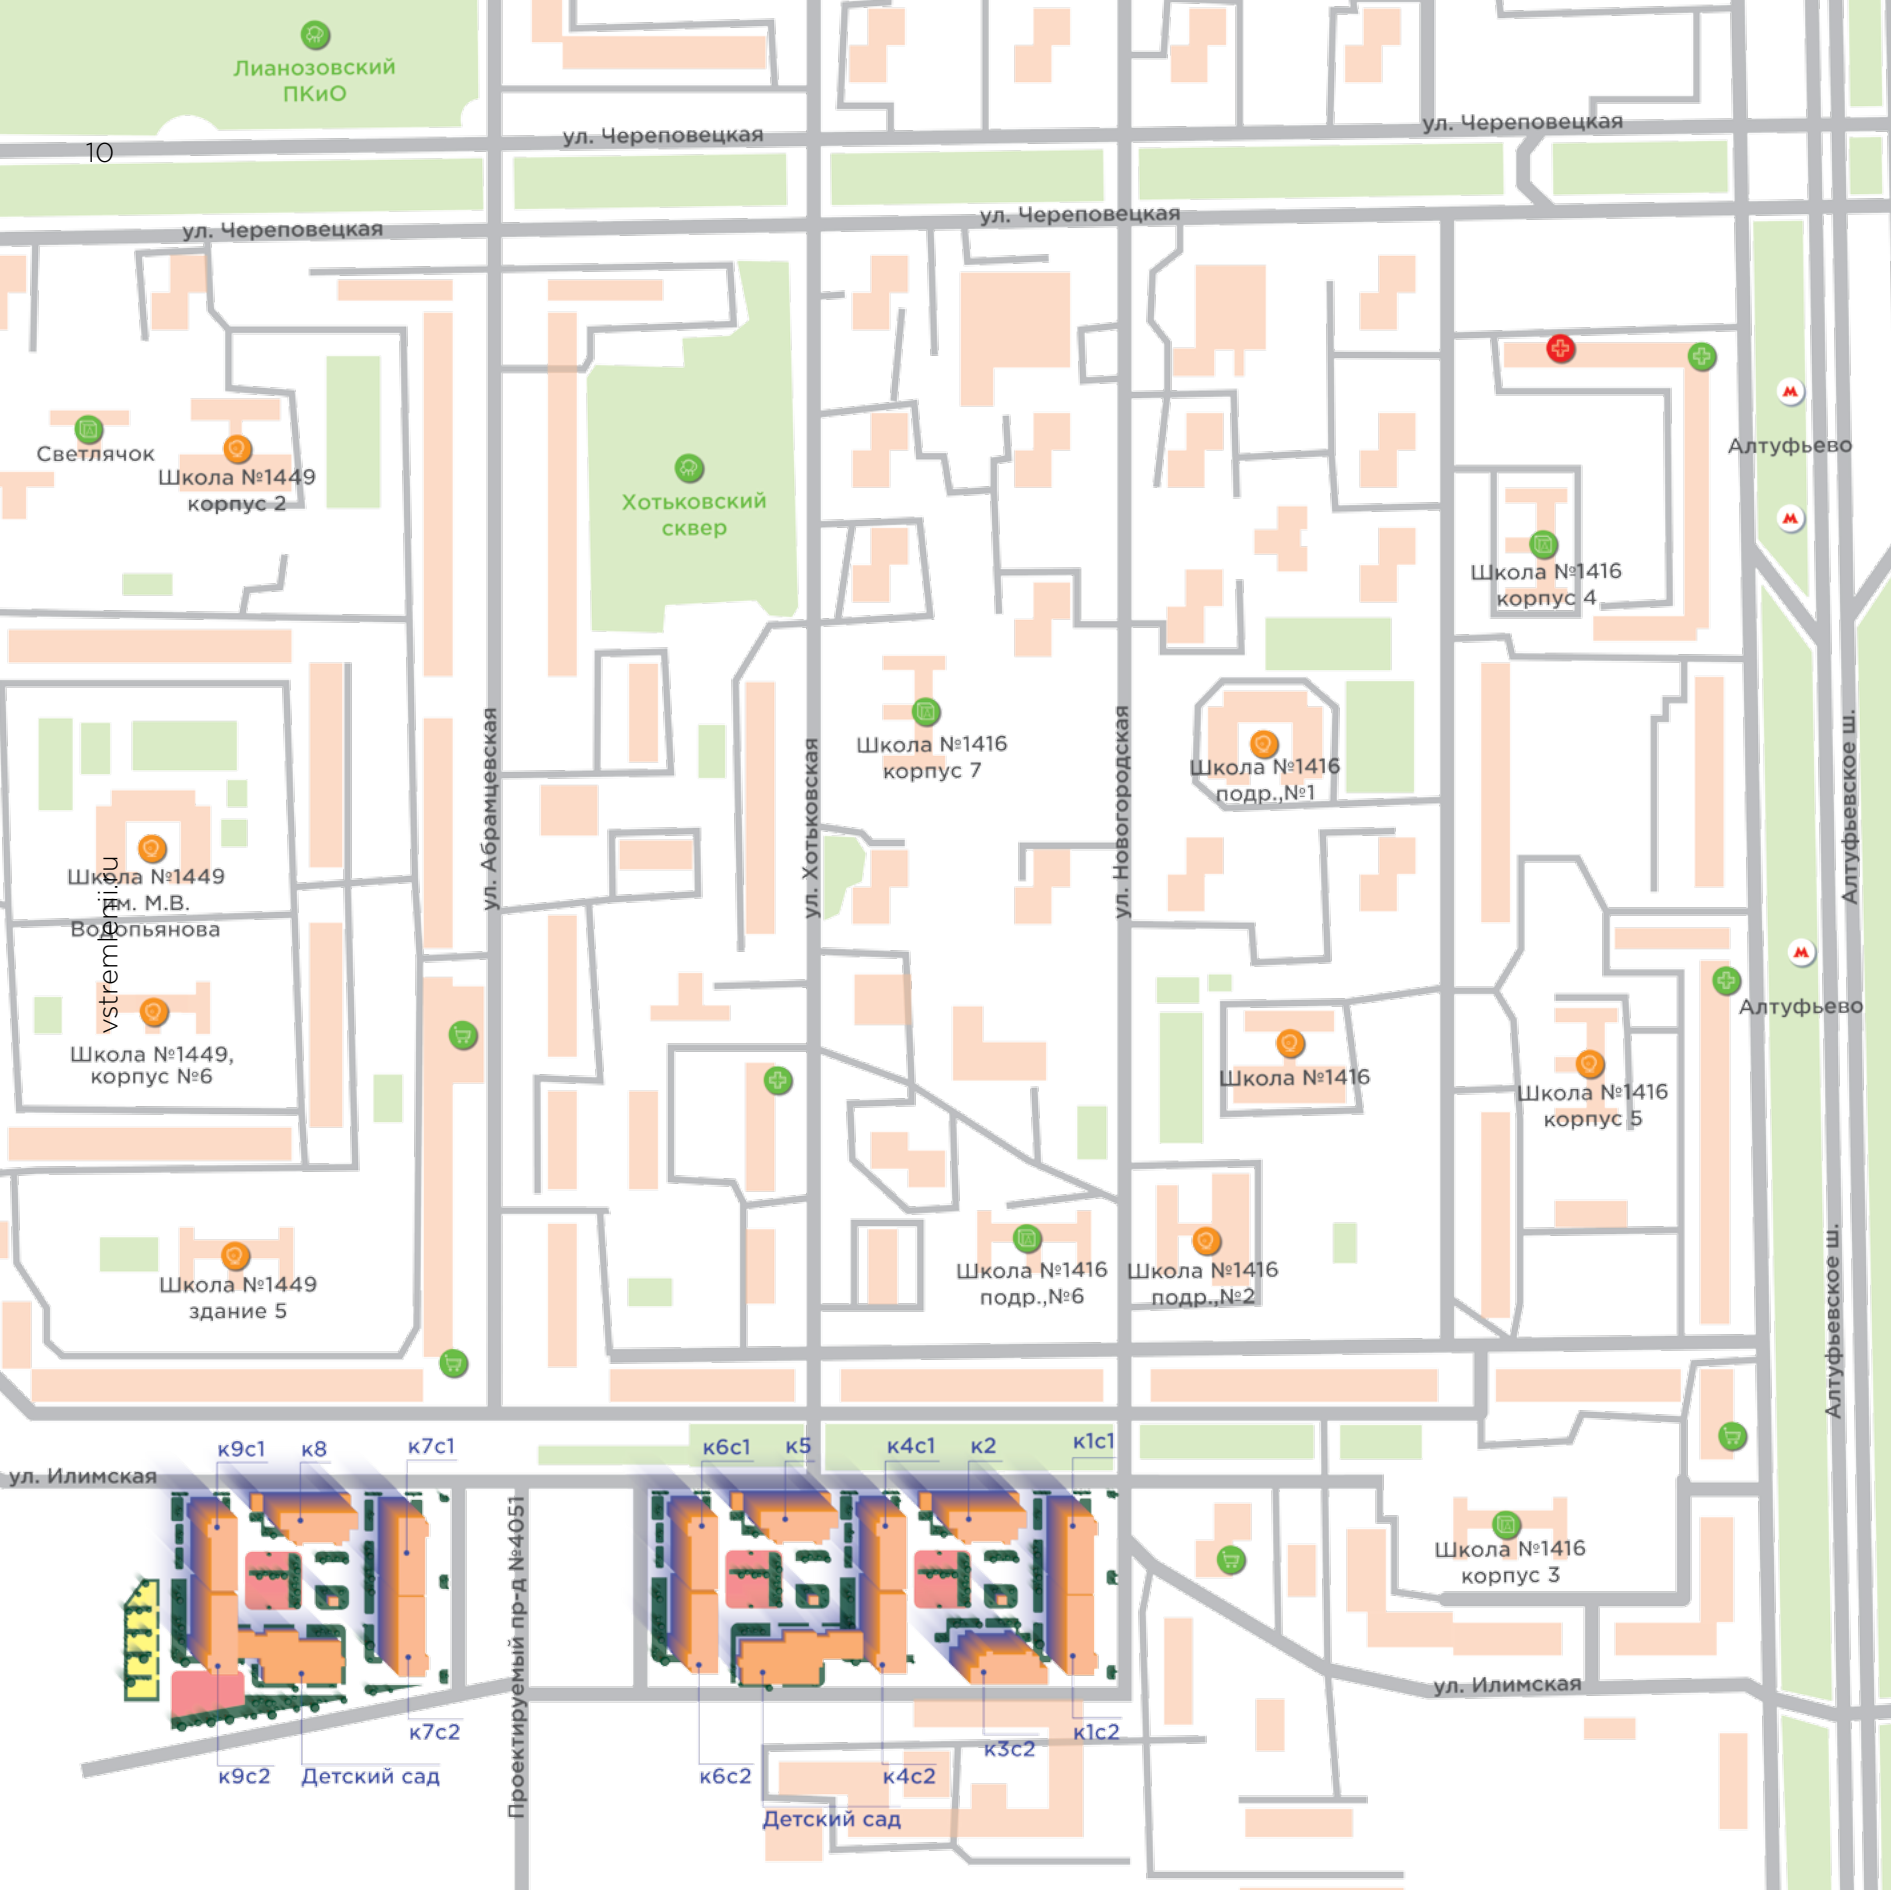 Лианозовский
ПКиО
ул. Череповецкая
ул. Череповецкая
10
ул. Череповецкая
ул. Череповецкая
Светлячок
Школа №1449
корпус 2
Хотьковский
сквер
м
Алтуфьево
м
Школа №1416
корпус 4
Школа №1416
корпус 7
Школа №1416
подр.,№1
ул. Абрамцевская
ул. Хотьковская
ул. Новогородская
Алтуфьевское ш.
Школа №1449
им. М.В.
Водопьянова
vstremlenii.ru
м
Алтуфьево
Школа №1449,
корпус №6
Школа №1416
Школа №1416
корпус 5
Школа №1449
здание 5
Школа №1416
подр.,№6
Школа №1416
подр.,№2
Алтуфьевское ш.
к9с1
к8
к7с1
к6с1
к5
к4с1
к2
к1с1
ул. Илимская
Проектируемый пр-д №4051
Школа №1416
корпус 3
ул. Илимская
к7с2
к9с2
Детский сад
к6с2
к4с2
к3с2
к1с2
Детский сад